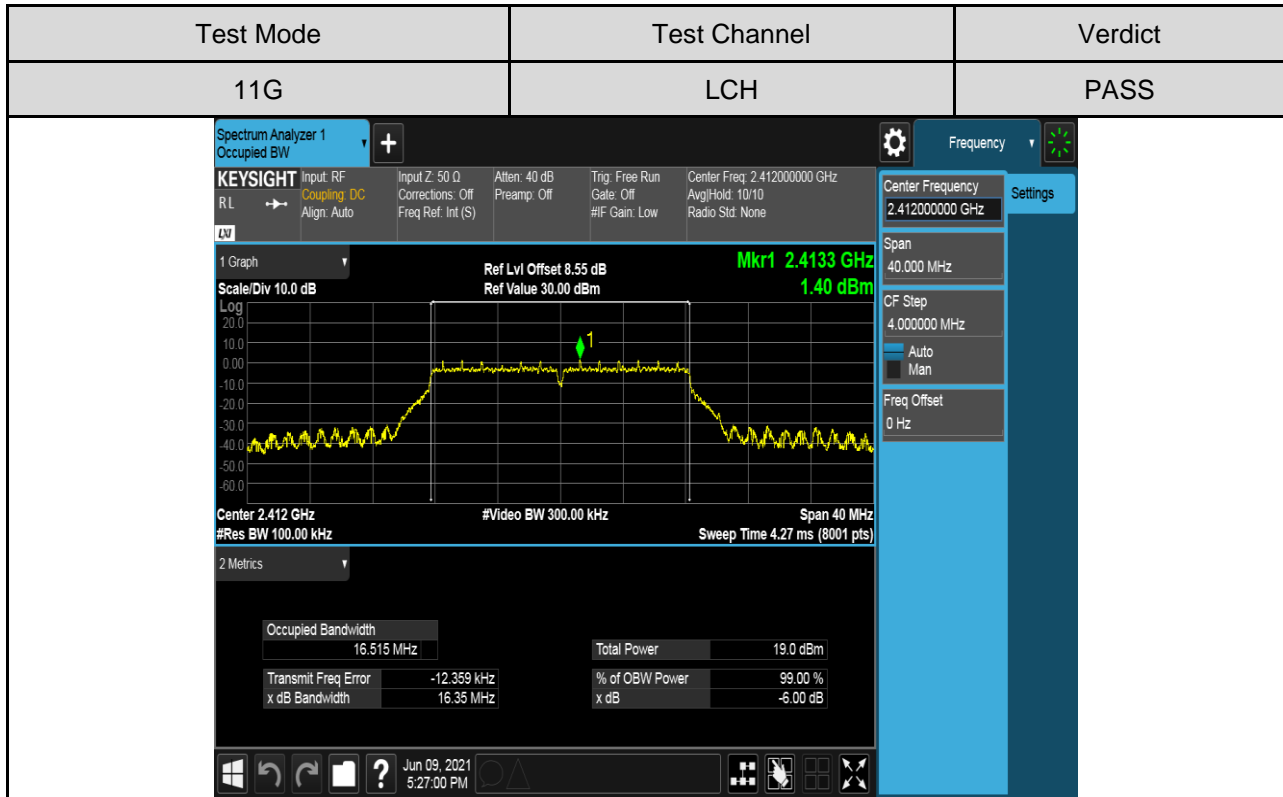 Test Mode Test Channel Verdict
11G LCH PASS
Spectrum Analyzer 1
Occupied BW
+
Frequency
KEYSIGHT Input: RF Input Z: 50 Ω Atten: 40 dB Trig: Free Run Center Freq: 2.412000000 GHz
RL Coupling: DC Corrections: Off Preamp: Off Gate: Off Avg|Hold: 10/10
Align: Auto Freq Ref: Int (S) #IF Gain: Low Radio Std: None
LXI
Center Frequency
2.412000000 GHz
Settings
Span
40.000 MHz
CF Step
4.000000 MHz
Auto
Man
Freq Offset
0 Hz
1 Graph Ref Lvl Offset 8.55 dB Mkr1 2.4133 GHz
Scale/Div 10.0 dB Ref Value 30.00 dBm 1.40 dBm
Log
20.0
10.0
0.00
-10.0
-20.0
-30.0
-40.0
-50.0
-60.0
1
Center 2.412 GHz #Video BW 300.00 kHz Span 40 MHz
#Res BW 100.00 kHz Sweep Time 4.27 ms (8001 pts)
2 Metrics
Occupied Bandwidth
16.515 MHz Total Power 19.0 dBm
Transmit Freq Error -12.359 kHz % of OBW Power 99.00 %
x dB Bandwidth 16.35 MHz x dB -6.00 dB
? Jun 09, 2021
5:27:00 PM